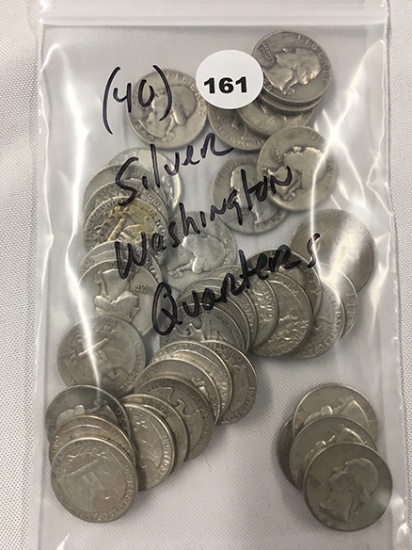 (40)
161
Silver
Washington
Quarters